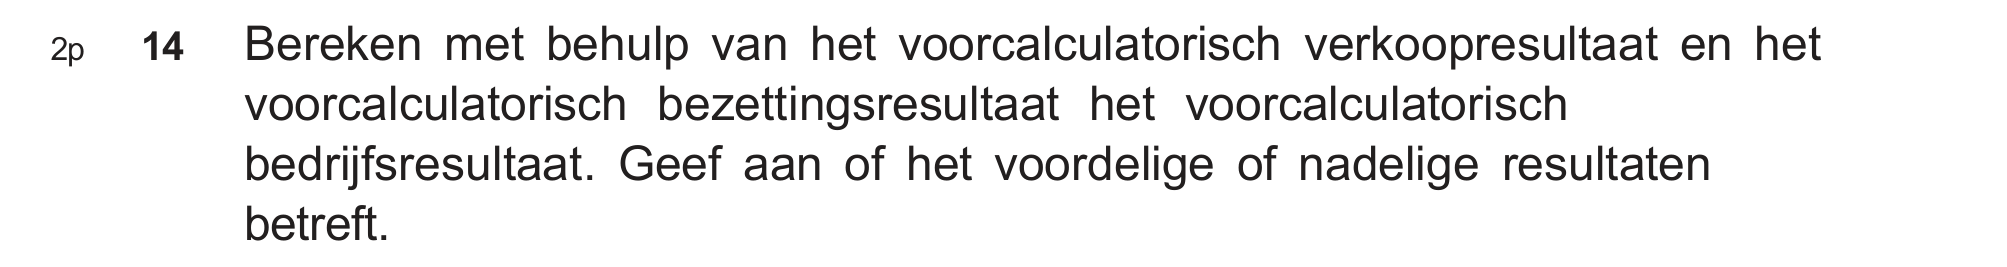 2p 14 Bereken met behulp van het voorcalculatorisch verkoopresultaat en het
voorcalculatorisch bezettingsresultaat het voorcalculatorisch
bedrijfsresultaat. Geef aan of het voordelige of nadelige resultaten
betreft.